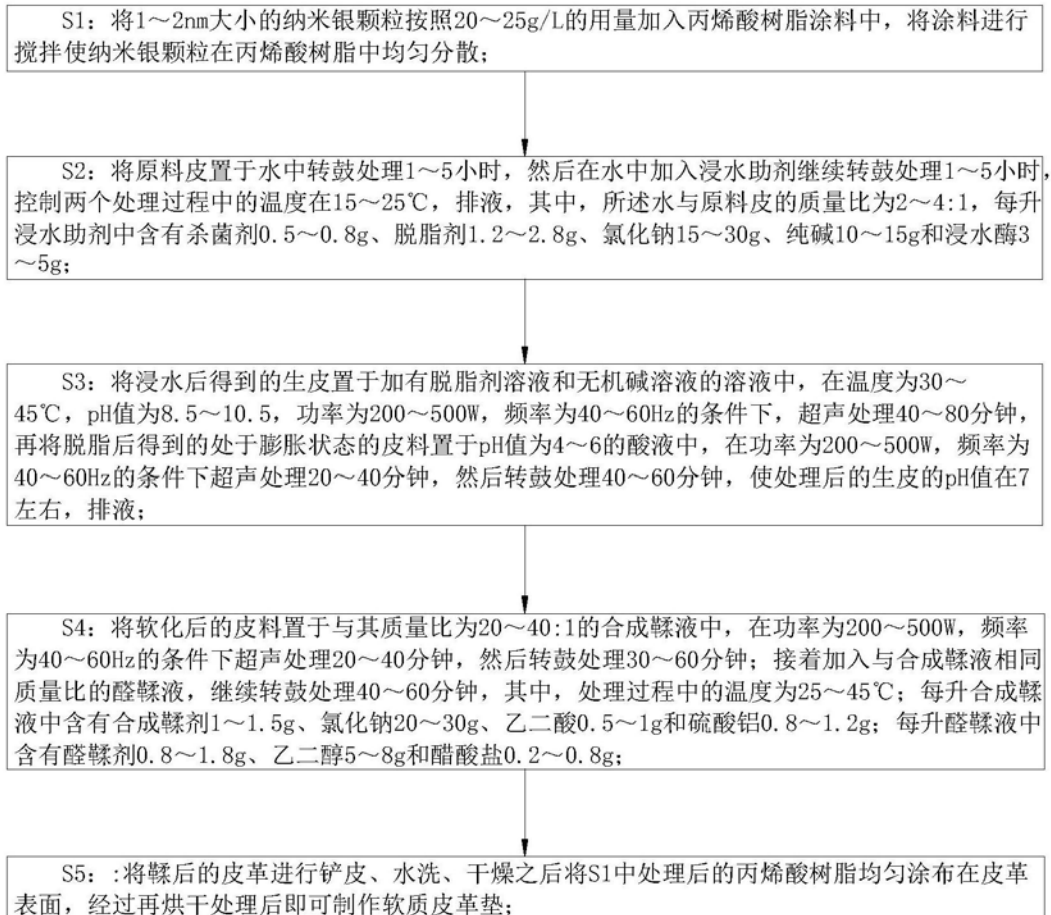 S1：将1～2nm大小的纳米银颗粒按照20～25g/L的用量加入丙烯酸树脂涂料中，将涂料进行
搅拌使纳米银颗粒在丙烯酸树脂中均匀分散；
S2：将原料皮置于水中转鼓处理1～5小时，然后在水中加入浸水助剂继续转鼓处理1～5小时，
控制两个处理过程中的温度在15～25℃，排液，其中，所述水与原料皮的质量比为2～4:1，每升
浸水助剂中含有杀菌剂0.5～0.8g、脱脂剂1.2～2.8g、氯化钠15～30g、纯碱10～15g和浸水酶3
～5g；
S3：将浸水后得到的生皮置于加有脱脂剂溶液和无机碱溶液的溶液中，在温度为30～
45℃，pH值为8.5～10.5，功率为200～500W，频率为40～60Hz的条件下，超声处理40～80分钟，
再将脱脂后得到的处于膨胀状态的皮料置于pH值为4～6的酸液中，在功率为200～500W，频率为
40～60Hz的条件下超声处理20～40分钟，然后转鼓处理40～60分钟，使处理后的生皮的pH值在7
左右，排液；
S4：将软化后的皮料置于与其质量比为20～40:1的合成鞣液中，在功率为200～500W，频率
为40～60Hz的条件下超声处理20～40分钟，然后转鼓处理30～60分钟；接着加入与合成鞣液相同
质量比的醛鞣液，继续转鼓处理40～60分钟，其中，处理过程中的温度为25～45℃；每升合成鞣
液中含有合成鞣剂1～1.5g、氯化钠20～30g、乙二酸0.5～1g和硫酸铝0.8～1.2g；每升醛鞣液中
含有醛鞣剂0.8～1.8g、乙二醇5～8g和醋酸盐0.2～0.8g；
S5：:将鞣后的皮革进行铲皮、水洗、干燥之后将S1中处理后的丙烯酸树脂均匀涂布在皮革
表面，经过再烘干处理后即可制作软质皮革垫；